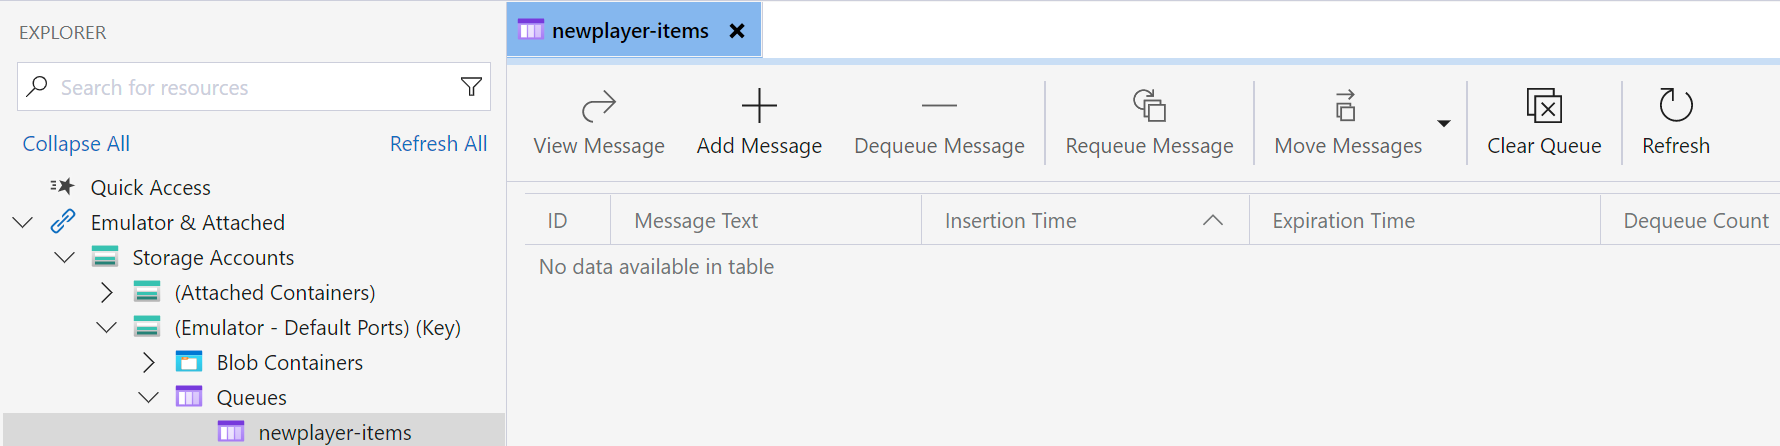 EXPLORER
Search for resources
Collapse All
Refresh All
Quick Access
Emulator & Attached
Storage Accounts
(Attached Containers)
(Emulator - Default Ports) (Key)
Blob Containers
Queues
newplayer-items
newplayer-items
View Message
Add Message
Dequeue Message
Requeue Message
Move Messages
Clear Queue
Refresh
ID
Message Text
Insertion Time
Expiration Time
Dequeue Count
No data available in table